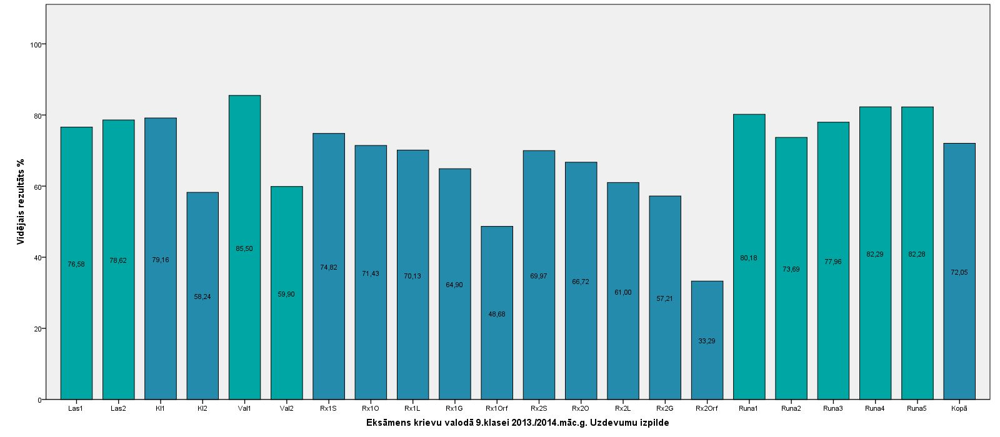 Vidējais rezultāts %
100
80
60
40
20
0
76,58 78,62 79,16 58,24 85,50 59,90 74,82 71,43 70,13 64,90 48,68 69,97 66,72 61,00 57,21 33,29 80,18 73,69 77,96 82,29 82,28 72,05
Las1 Las2 Kl1 Kl2 Val1 Val2 Rx1S Rx1O Rx1L Rx1G Rx1Orf Rx2S Rx2O Rx2L Rx2G Rx2Orf Runa1 Runa2 Runa3 Runa4 Runa5 Kopā
Eksāmens krievu valodā 9.klasei 2013./2014.māc.g. Uzdevumu izpilde